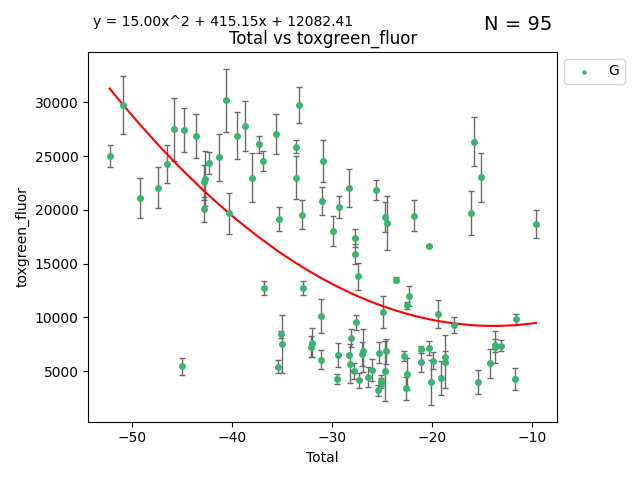 y = 15.00x^2 + 415.15x + 12082.41
N = 95
Total vs toxgreen_fluor
G
30000
25000
20000
15000
10000
5000
toxgreen_fluor
−50
−40
−30
−20
−10
Total